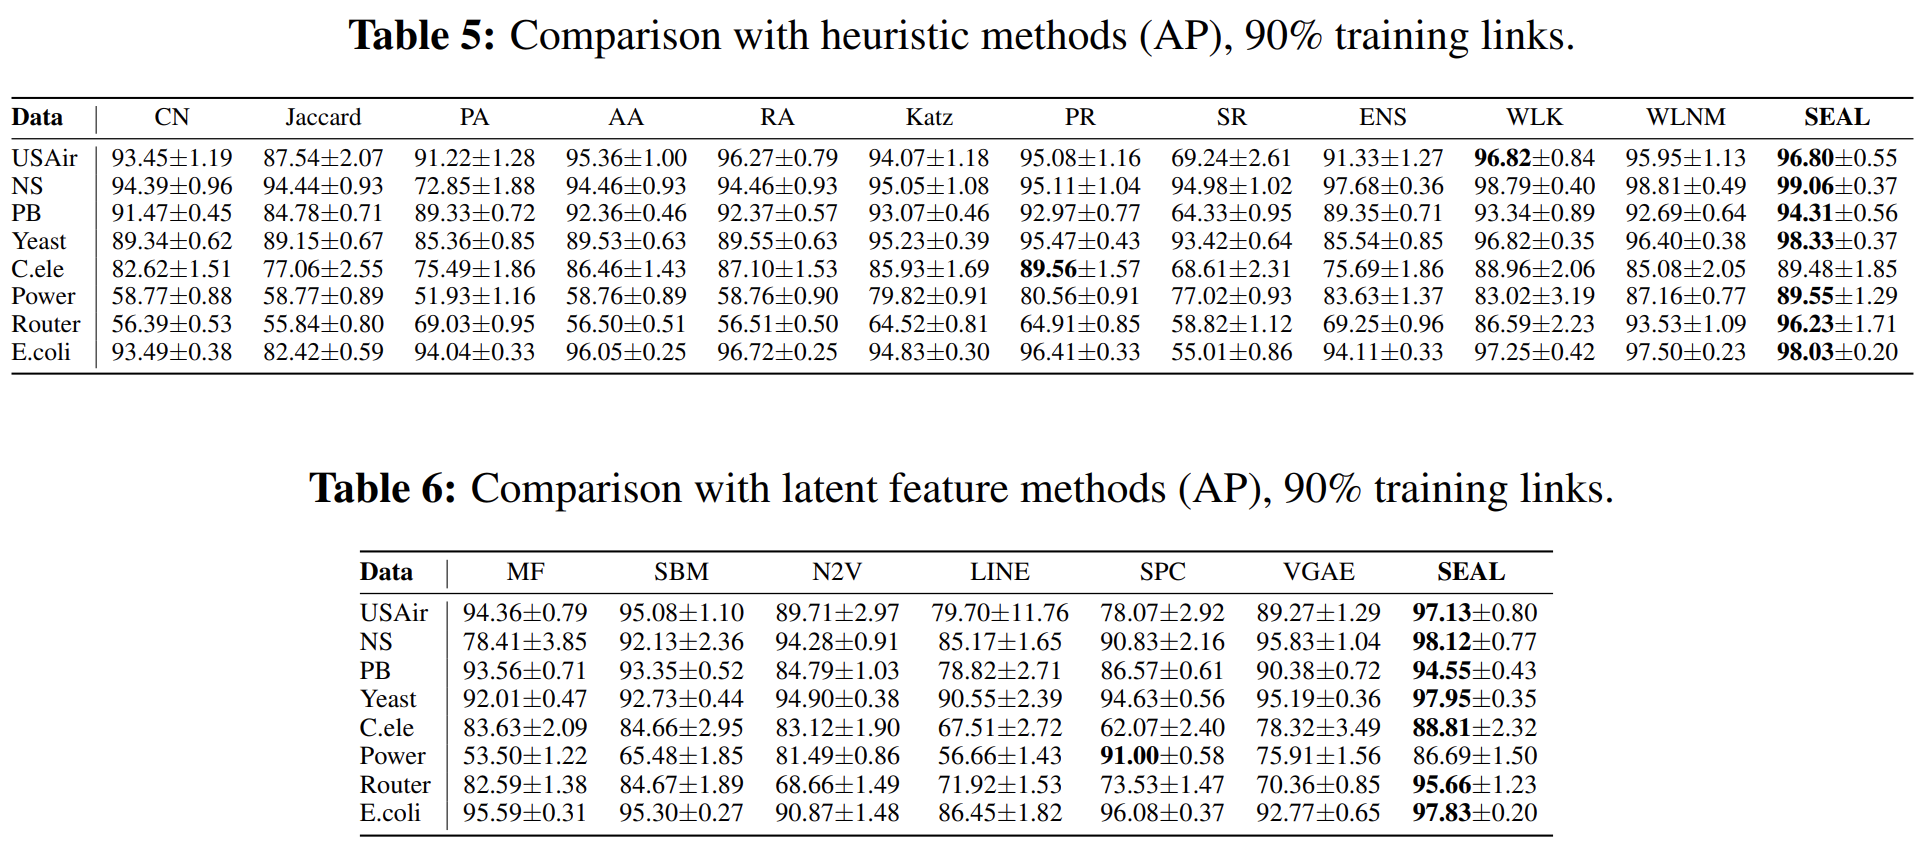 Table 5: Comparison with heuristic methods (AP), 90% training links.
Data CN Jaccard PA AA RA Katz PR SR ENS WLK WLNM SEAL
USAir 93.45±1.19 87.54±2.07 91.22±1.28 95.36±1.00 96.27±0.79 94.07±1.18 95.08±1.16 69.24±2.61 91.33±1.27 96.82±0.84 95.95±1.13 96.80±0.55
NS 94.39±0.96 94.44±0.93 72.85±1.88 94.46±0.93 94.46±0.93 95.05±1.08 95.11±1.04 94.98±1.02 97.68±0.36 98.79±0.40 98.81±0.49 99.06±0.37
PB 91.47±0.45 84.78±0.71 89.33±0.72 92.36±0.46 92.37±0.57 93.07±0.46 92.97±0.77 64.33±0.95 89.35±0.71 93.34±0.89 92.69±0.64 94.31±0.56
Yeast 89.34±0.62 89.15±0.67 85.36±0.85 89.53±0.63 89.55±0.63 95.23±0.39 95.47±0.43 93.42±0.64 85.54±0.85 96.82±0.35 96.40±0.38 98.33±0.37
C.ele 82.62±1.51 77.06±2.55 75.49±1.86 86.46±1.43 87.10±1.53 85.93±1.69 89.56±1.57 68.61±2.31 75.69±1.86 88.96±2.06 85.08±2.05 89.48±1.85
Power 58.77±0.88 58.77±0.89 51.93±1.16 58.76±0.89 58.76±0.90 79.82±0.91 80.56±0.91 77.02±0.93 83.63±1.37 83.02±3.19 87.16±0.77 89.55±1.29
Router 56.39±0.53 55.84±0.80 69.03±0.95 56.50±0.51 56.51±0.50 64.52±0.81 64.91±0.85 58.82±1.12 69.25±0.96 86.59±2.23 93.53±1.09 96.23±1.71
E.coli 93.49±0.38 82.42±0.59 94.04±0.33 96.05±0.25 96.72±0.25 94.83±0.30 96.41±0.33 55.01±0.86 94.11±0.33 97.25±0.42 97.50±0.23 98.03±0.20
Table 6: Comparison with latent feature methods (AP), 90% training links.
Data MF SBM N2V LINE SPC VGAE SEAL
USAir 94.36±0.79 95.08±1.10 89.71±2.97 79.70±11.76 78.07±2.92 89.27±1.29 97.13±0.80
NS 78.41±3.85 92.13±2.36 94.28±0.91 85.17±1.65 90.83±2.16 95.83±1.04 98.12±0.77
PB 93.56±0.71 93.35±0.52 84.79±1.03 78.82±2.71 86.57±0.61 90.38±0.72 94.55±0.43
Yeast 92.01±0.47 92.73±0.44 94.90±0.38 90.55±2.39 94.63±0.56 95.19±0.36 97.95±0.35
C.ele 83.63±2.09 84.66±2.95 83.12±1.90 67.51±2.72 62.07±2.40 78.32±3.49 88.81±2.32
Power 53.50±1.22 65.48±1.85 81.49±0.86 56.66±1.43 91.00±0.58 75.91±1.56 86.69±1.50
Router 82.59±1.38 84.67±1.89 68.66±1.49 71.92±1.53 73.53±1.47 70.36±0.85 95.66±1.23
E.coli 95.59±0.31 95.30±0.27 90.87±1.48 86.45±1.82 96.08±0.37 92.77±0.65 97.83±0.20